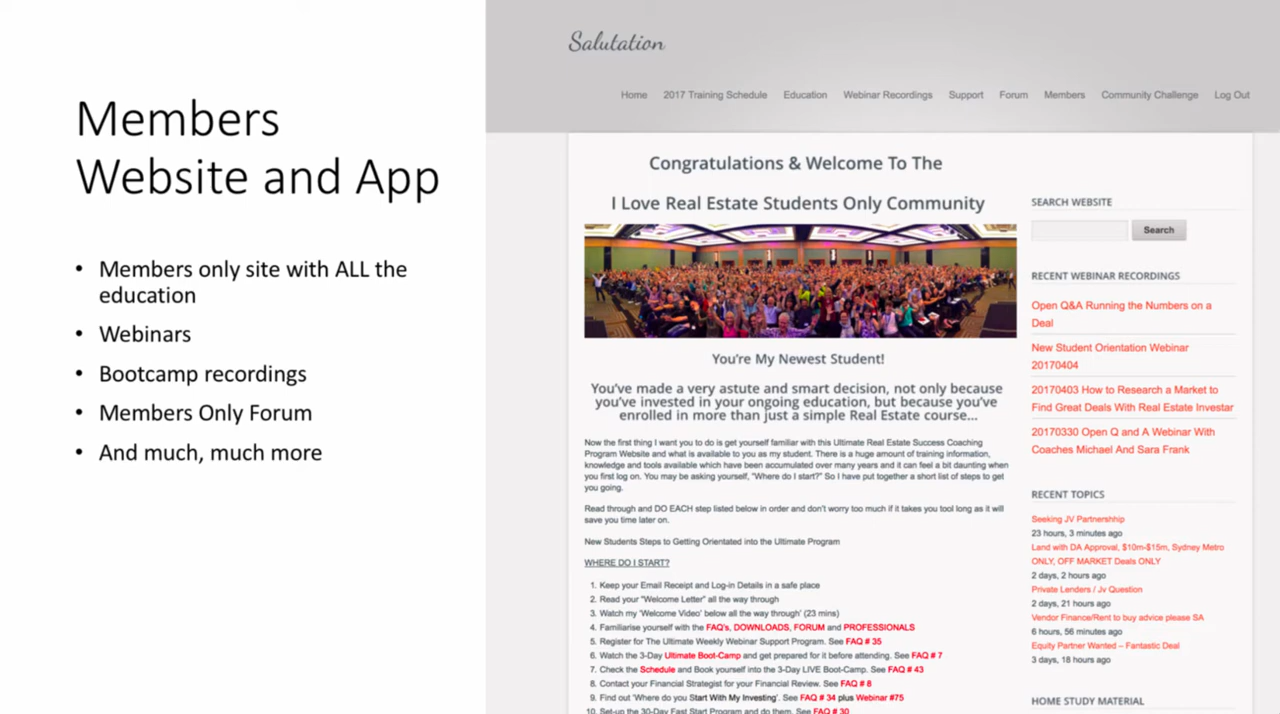 Members
Website and App
• Members only site with ALL the
education
• Webinars
• Bootcamp recordings
• Members Only Forum
• And much, much more
Salutation
Home 2017 Training Schedule Education Webinar Recordings Support Forum Members Community Challenge Log Out
Congratulations & Welcome To The
I Love Real Estate Students Only Community
You're My Newest Student!
You've made a very astute and smart decision, not only because
you've invested in your ongoing education, but because you've
enrolled in more than just a simple Real Estate course...
Now the first thing I want you to do is get yourself familiar with this Ultimate Real Estate Success Coaching
Program Website and what is available to you as my student. There is a huge amount of training information,
knowledge and tools available which have been accumulated over many years and it can feel a bit daunting when
you first log on. You may be asking yourself, "Where do I start?" So I have put together a short list of steps to get
you going.
Read through and DO EACH step listed below in order and don't worry too much if it takes you tool long as it will
save you time later on.
New Students Steps to Getting Orientated into the Ultimate Program
WHERE DO I START?
1. Keep your Email Receipt and Log-in Details in a safe place
2. Read your "Welcome Letter" all the way through
3. Watch my 'Welcome Video' below all the way through' (23 mins)
4. Familiarise yourself with the FAQ's, DOWNLOADS, FORUM and PROFESSIONALS
5. Register for The Ultimate Weekly Webinar Support Program. See FAQ # 35
6. Watch the 3-Day Ultimate Boot-Camp and get prepared for it before attending. See FAQ # 7
7. Check the Schedule and Book yourself into the 3-Day LIVE Boot-Camp. See FAQ # 43
8. Contact your Financial Strategist for your Financial Review. See FAQ # 8
9. Find out 'Where do you Start With My Investing'. See FAQ # 34 plus Webinar #75
10. Set-up the 30-Day Fast Start Program and do them. See FAQ # 30
SEARCH WEBSITE
Search
RECENT WEBINAR RECORDINGS
Open Q&A Running the Numbers on a
Deal
New Student Orientation Webinar
20170404
20170403 How to Research a Market to
Find Great Deals With Real Estate Investar
20170330 Open Q and A Webinar With
Coaches Michael And Sara Frank
RECENT TOPICS
Seeking JV Partnershhip
23 hours, 3 minutes ago
Land with DA Approval, $10m-$15m, Sydney Metro
ONLY, OFF MARKET Deals ONLY
2 days, 2 hours ago
Private Lenders / Jv Question
2 days, 21 hours ago
Vendor Finance/Rent to buy advice please SA
6 hours, 56 minutes ago
Equity Partner Wanted – Fantastic Deal
3 days, 18 hours ago
HOME STUDY MATERIAL